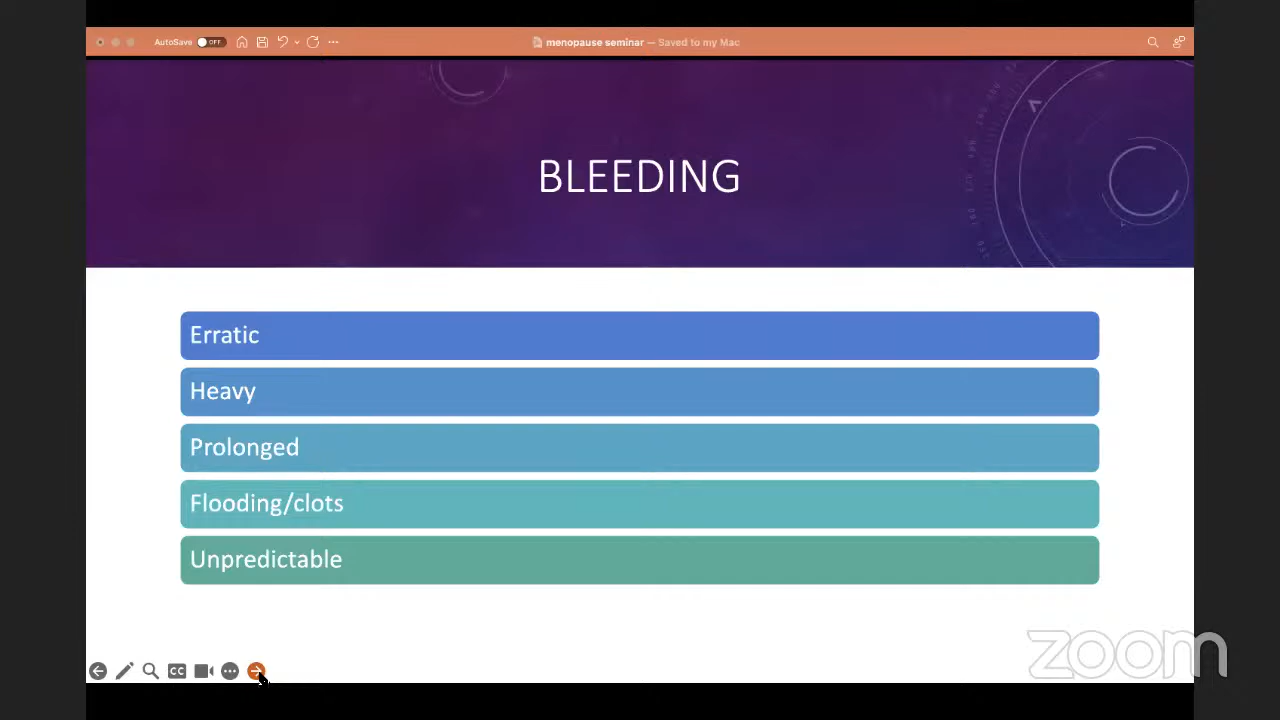 AutoSave OFF
menopause seminar — Saved to my Mac
BLEEDING
Erratic
Heavy
Prolonged
Flooding/clots
Unpredictable
CC
zoom